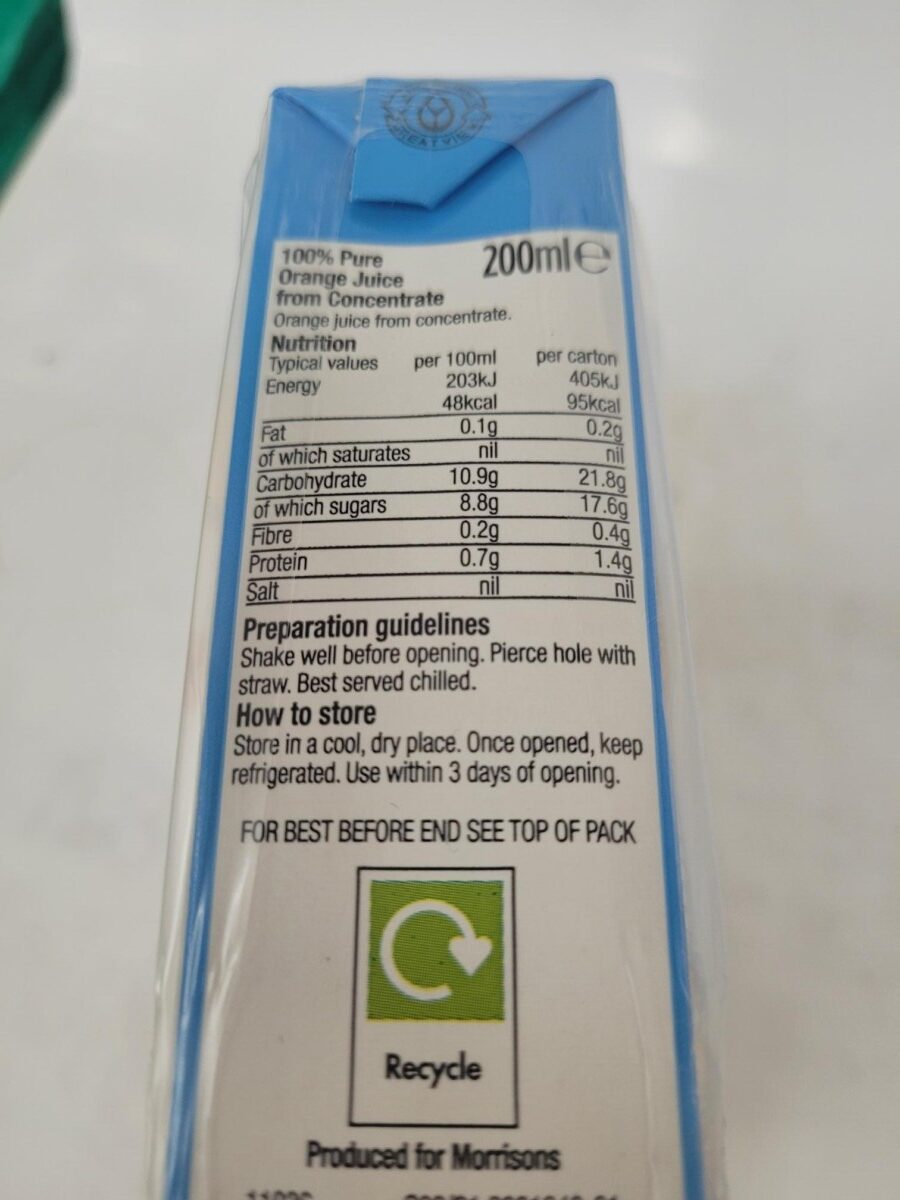 100% Pure
Orange Juice
from Concentrate
200ml℮
Orange juice from concentrate.
Nutrition
Typical values per 100ml per carton
Energy 203kJ 405kJ
48kcal 95kcal
Fat 0.1g 0.2g
of which saturates nil nil
Carbohydrate 10.9g 21.8g
of which sugars 8.8g 17.6g
Fibre 0.2g 0.4g
Protein 0.7g 1.4g
Salt nil nil
Preparation guidelines
Shake well before opening. Pierce hole with
straw. Best served chilled.
How to store
Store in a cool, dry place. Once opened, keep
refrigerated. Use within 3 days of opening.
FOR BEST BEFORE END SEE TOP OF PACK
Recycle
Produced for Morrisons